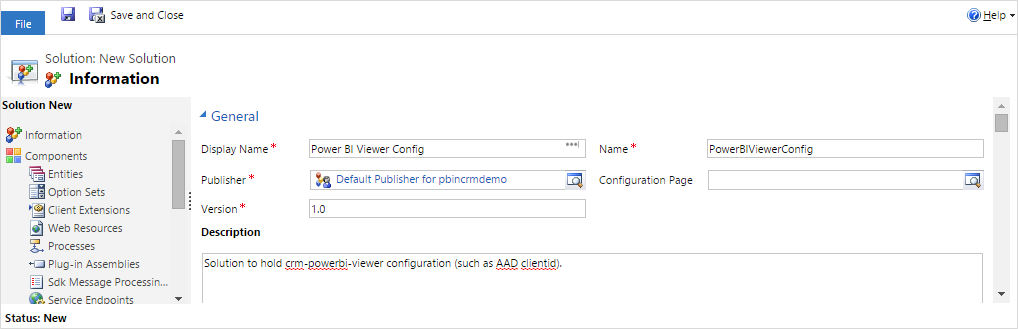 File
Save and Close
Help
Solution: New Solution
Information
Solution New
Information
Components
Entities
Option Sets
Client Extensions
Web Resources
Processes
Plug-in Assemblies
Sdk Message Processin...
Service Endpoints
General
Display Name * Power BI Viewer Config Name * PowerBIViewerConfig
Publisher * Default Publisher for pbincrmdemo Configuration Page
Version * 1.0
Description
Solution to hold crm-powerbi-viewer configuration (such as AAD clientid).
Status: New